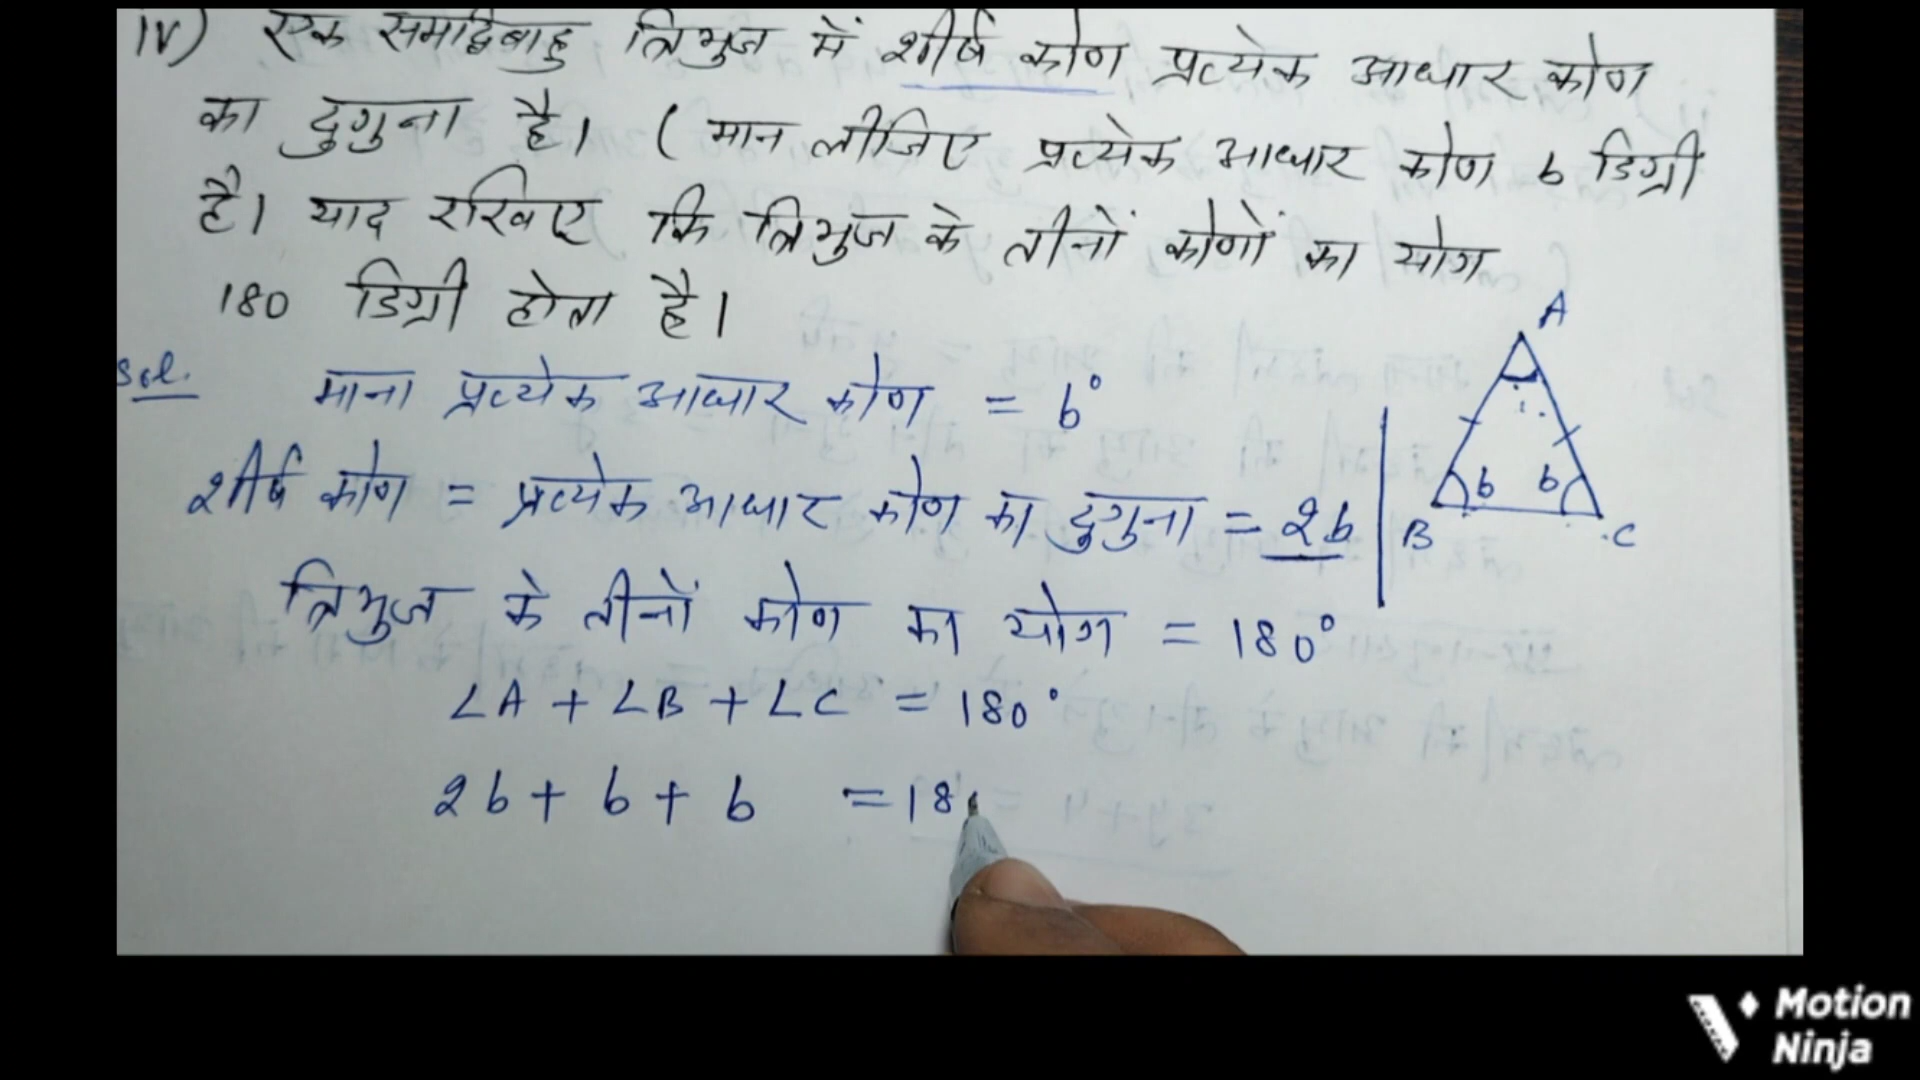 iv) एक समद्विबाहु त्रिभुज में शीर्ष कोण प्रत्येक आधार कोण
का दुगुना है। (मान लीजिए प्रत्येक आधार कोण b डिग्री
है। याद रखिए कि त्रिभुज के तीनों कोणों का योग
180 डिग्री होता है।
Sol. माना प्रत्येक आधार कोण = b°
शीर्ष कोण = प्रत्येक आधार कोण का दुगुना = 2b
त्रिभुज के तीनों कोण का योग = 180°
∠A + ∠B + ∠C = 180°
2b + b + b = 18
A
b b
B C
Motion
Ninja